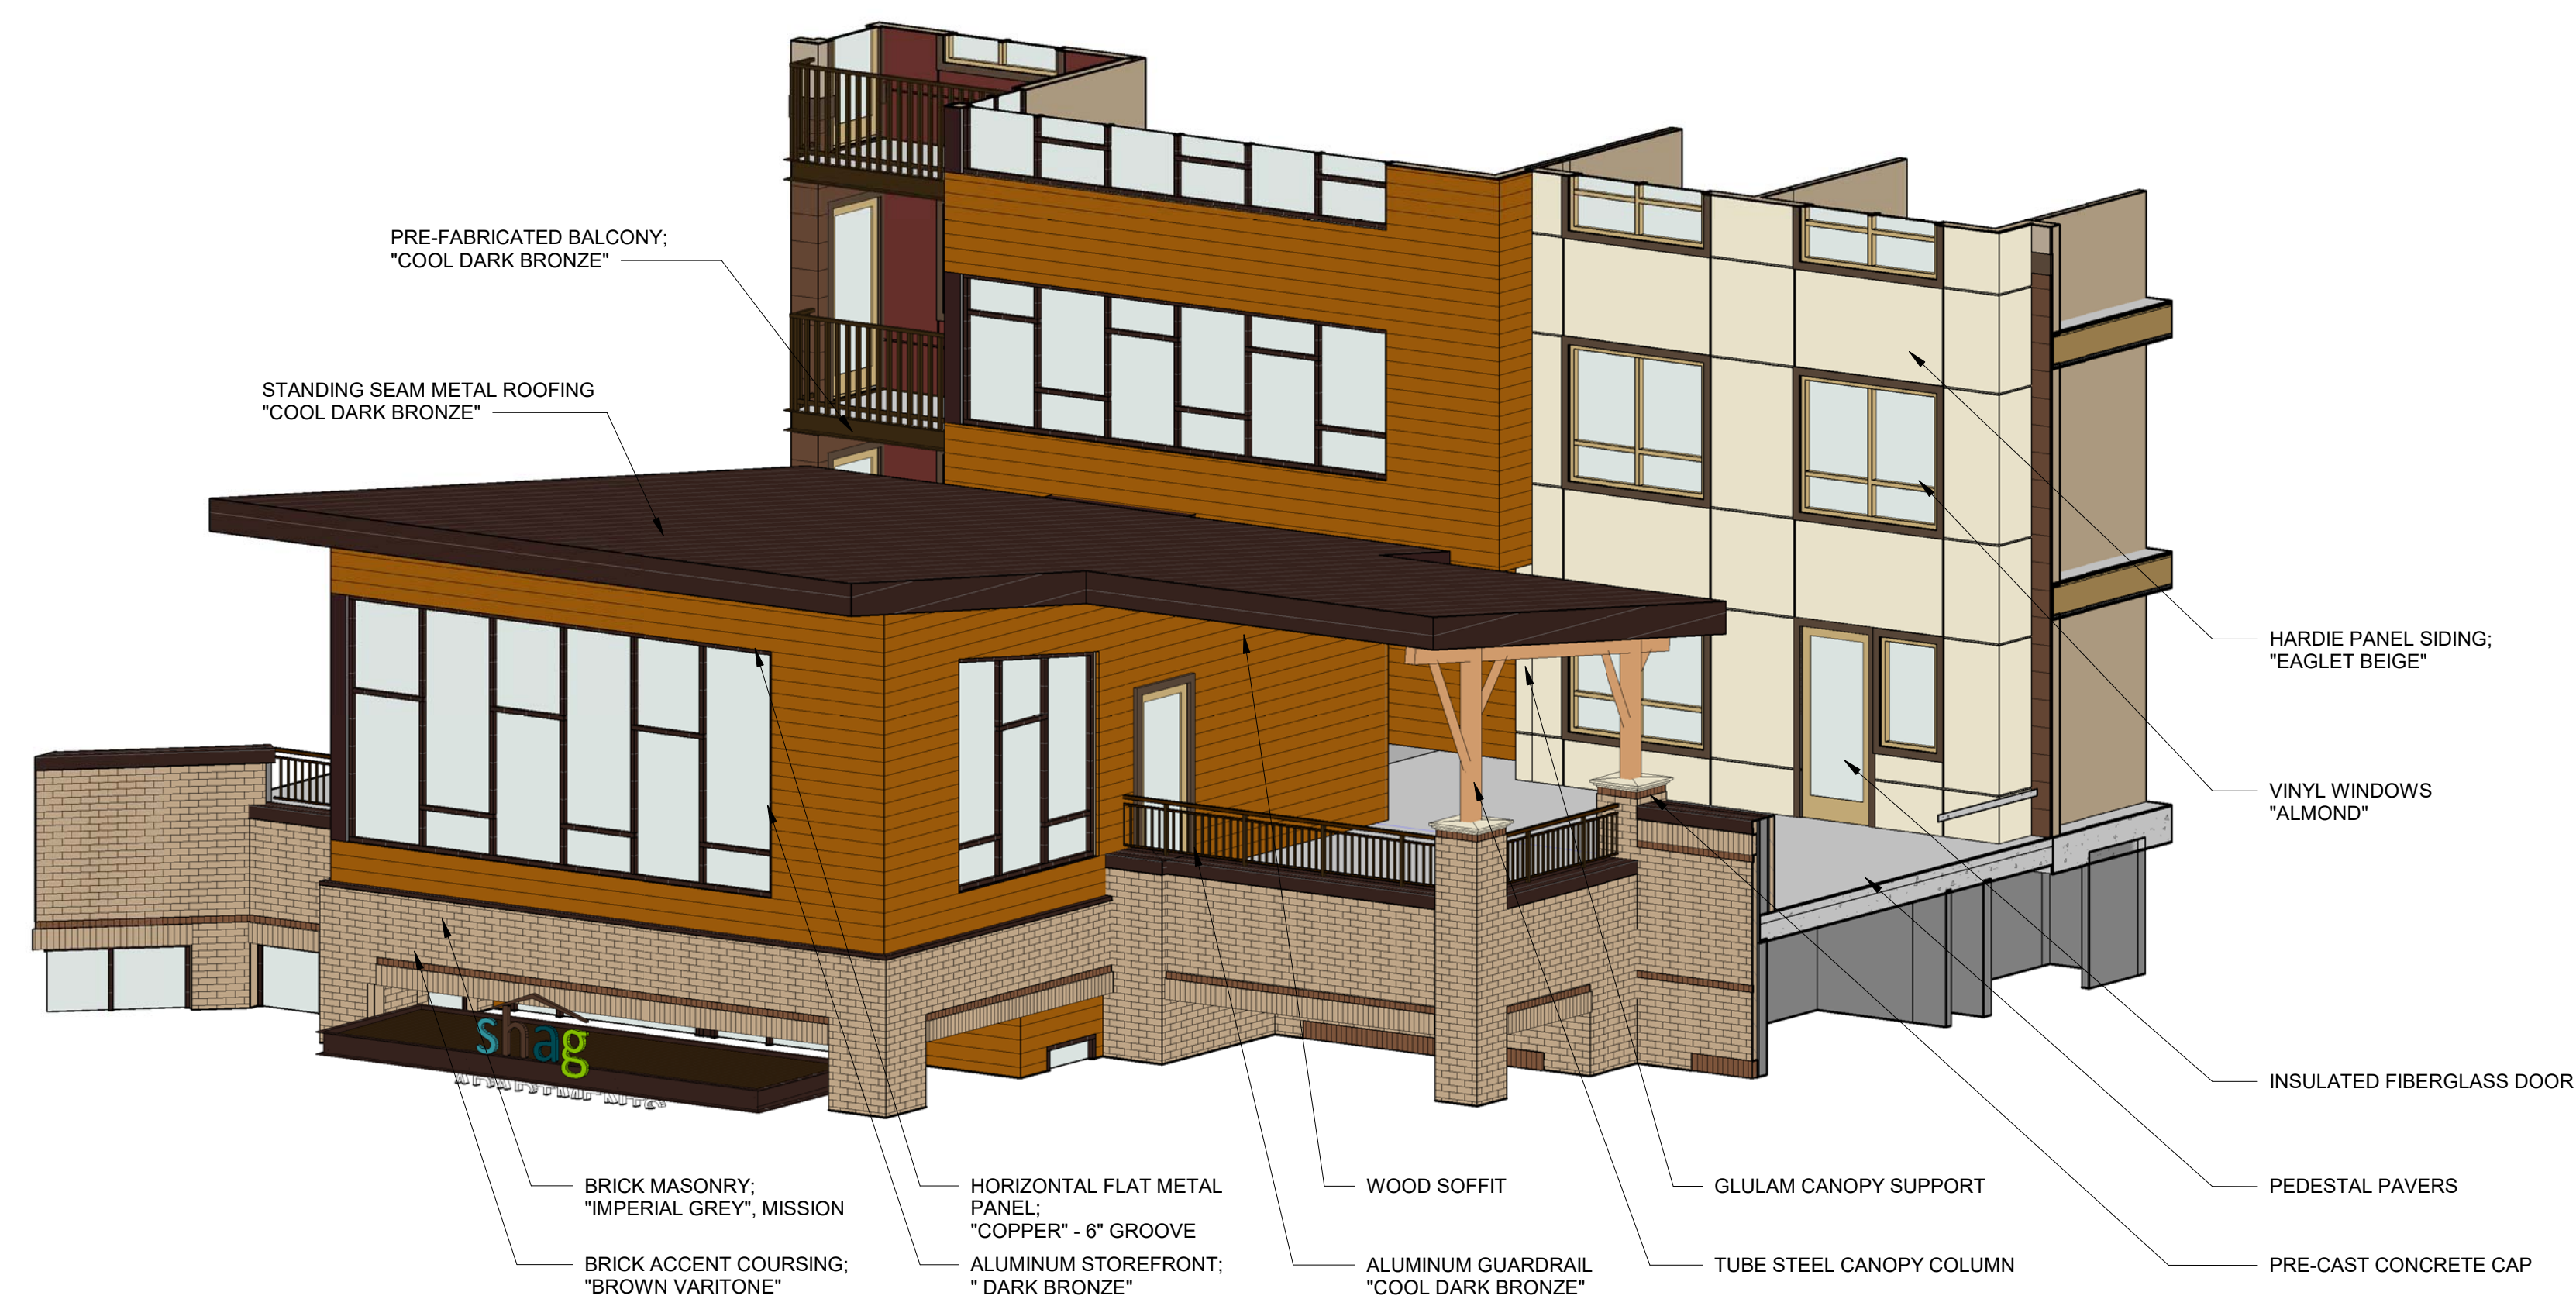 PRE-FABRICATED BALCONY;
"COOL DARK BRONZE"
STANDING SEAM METAL ROOFING
"COOL DARK BRONZE"
HARDIE PANEL SIDING;
"EAGLET BEIGE"
VINYL WINDOWS
"ALMOND"
shag
INSULATED FIBERGLASS DOOR
BRICK MASONRY;
"IMPERIAL GREY", MISSION
HORIZONTAL FLAT METAL
PANEL;
"COPPER" - 6" GROOVE
WOOD SOFFIT
GLULAM CANOPY SUPPORT
PEDESTAL PAVERS
BRICK ACCENT COURSING;
"BROWN VARITONE"
ALUMINUM STOREFRONT;
" DARK BRONZE"
ALUMINUM GUARDRAIL
"COOL DARK BRONZE"
TUBE STEEL CANOPY COLUMN
PRE-CAST CONCRETE CAP